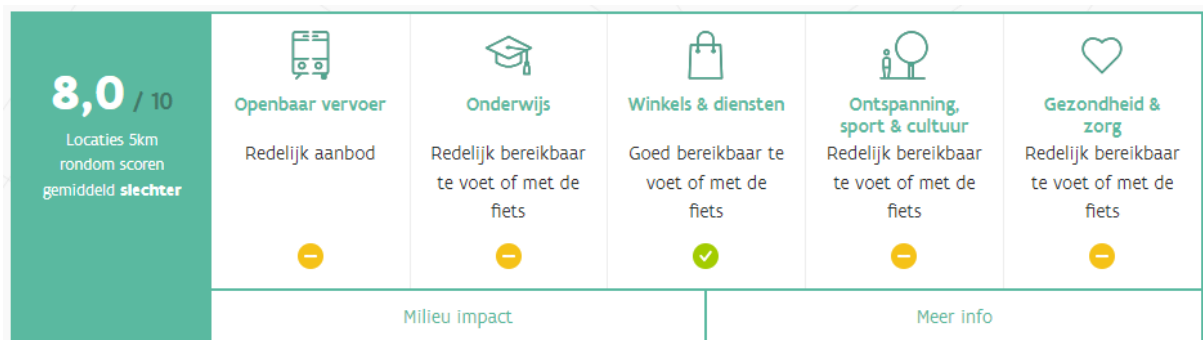 8,0 / 10
Locaties 5km
rondom scoren
gemiddeld slechter
Openbaar vervoer
Redelijk aanbod
Onderwijs
Redelijk bereikbaar
te voet of met de
fiets
Winkels & diensten
Goed bereikbaar te
voet of met de
fiets
Ontspanning,
sport & cultuur
Redelijk bereikbaar
te voet of met de
fiets
Gezondheid &
zorg
Redelijk bereikbaar
te voet of met de
fiets
Milieu impact
Meer info